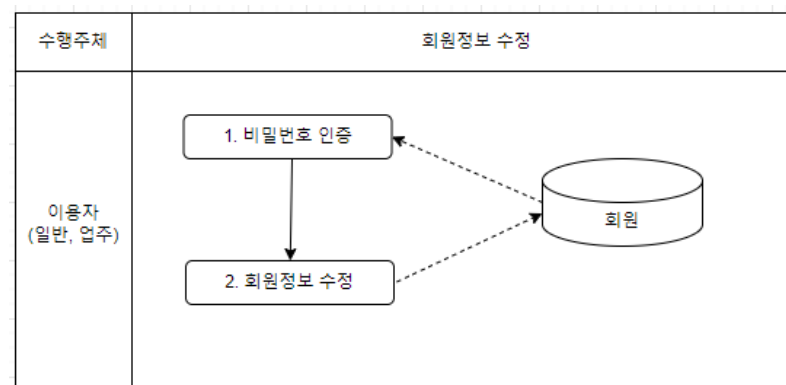 수행주체
회원정보 수정
이용자
(일반, 업주)
1. 비밀번호 인증
2. 회원정보 수정
회원